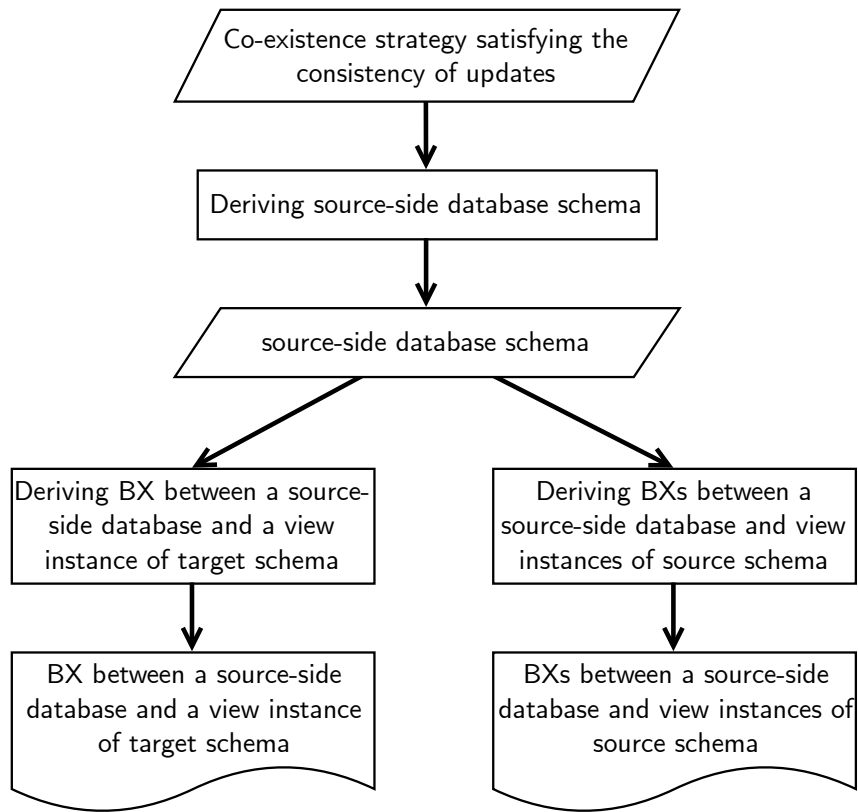 Co-existence strategy satisfying the
consistency of updates
Deriving source-side database schema
source-side database schema
Deriving BX between a source-
side database and a view
instance of target schema
Deriving BXs between a
source-side database and view
instances of source schema
BX between a source-side
database and a view instance
of target schema
BXs between a source-side
database and view instances of
source schema